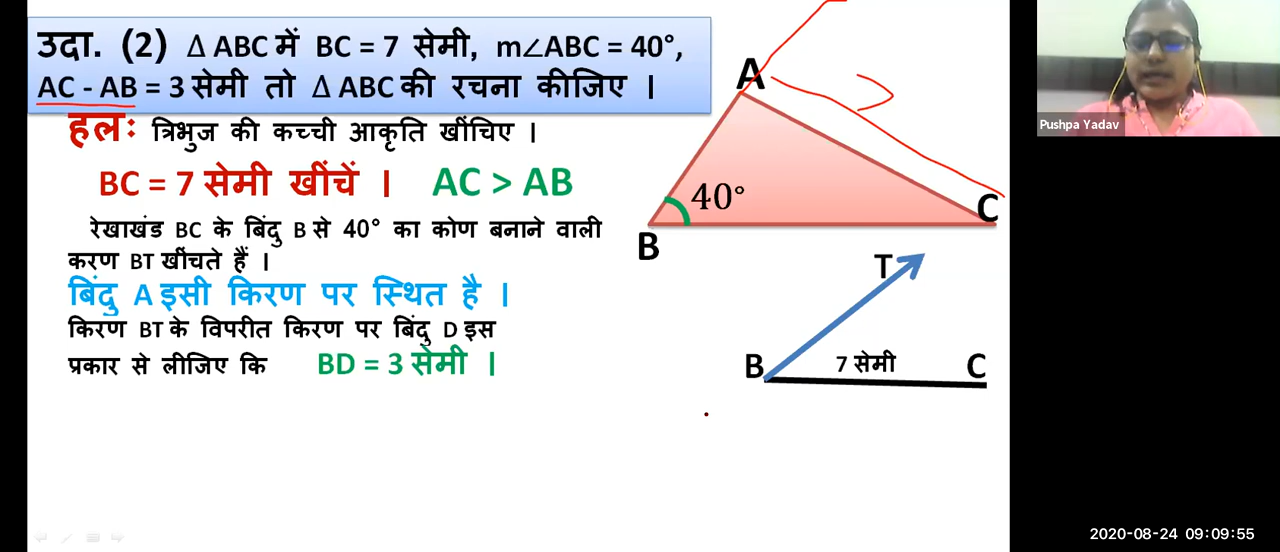 उदा. (2) Δ ABC में BC = 7 सेमी, m∠ABC = 40°,
AC - AB = 3 सेमी तो Δ ABC की रचना कीजिए ।
हलः त्रिभुज की कच्ची आकृति खींचिए ।
BC = 7 सेमी खींचें । AC > AB
रेखाखंड BC के बिंदु B से 40° का कोण बनाने वाली
करण BT खींचते हैं ।
बिंदु A इसी किरण पर स्थित है ।
किरण BT के विपरीत किरण पर बिंदु D इस
प्रकार से लीजिए कि BD = 3 सेमी ।
A
40°
B
C
T
B
7 सेमी
C
Pushpa Yadav
2020-08-24 09:09:55